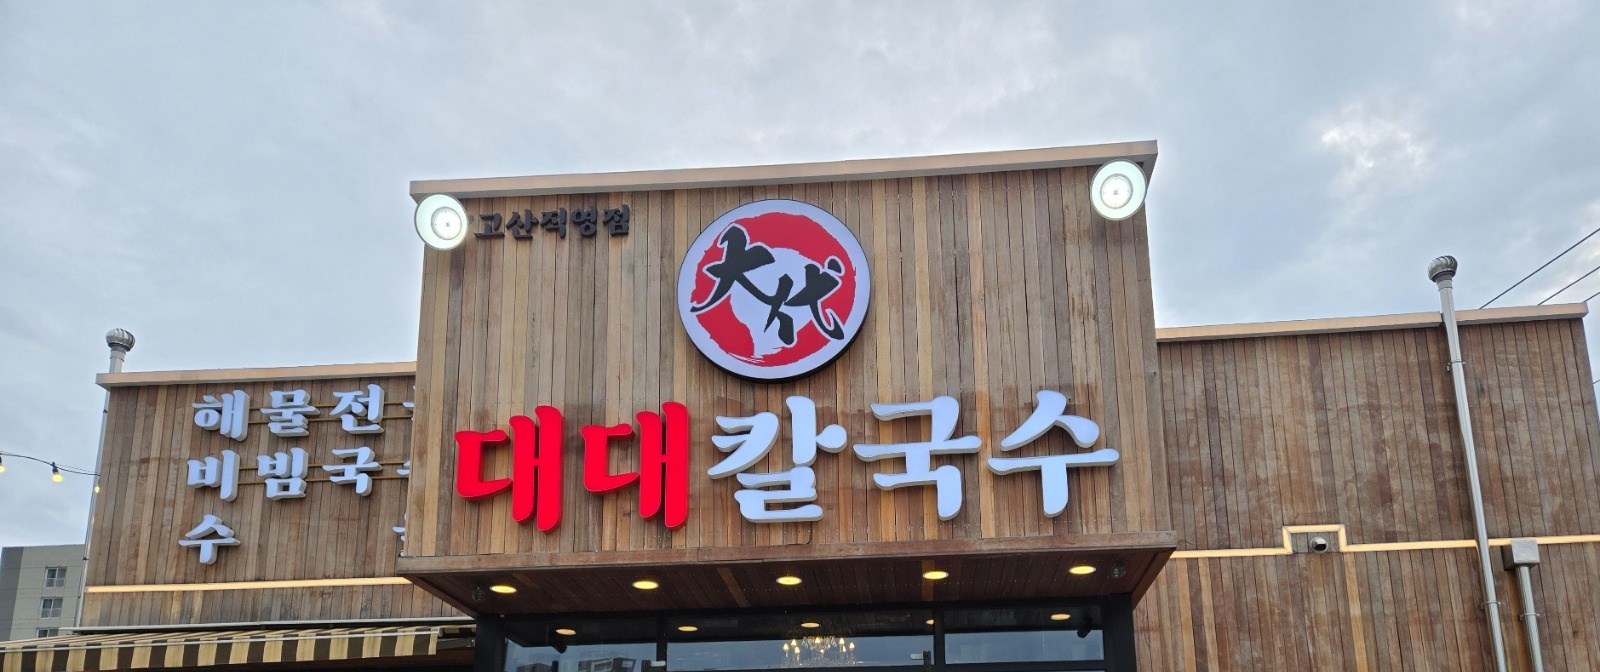 고산직영점
大代
대대칼국수
해물전
비빔국수
수